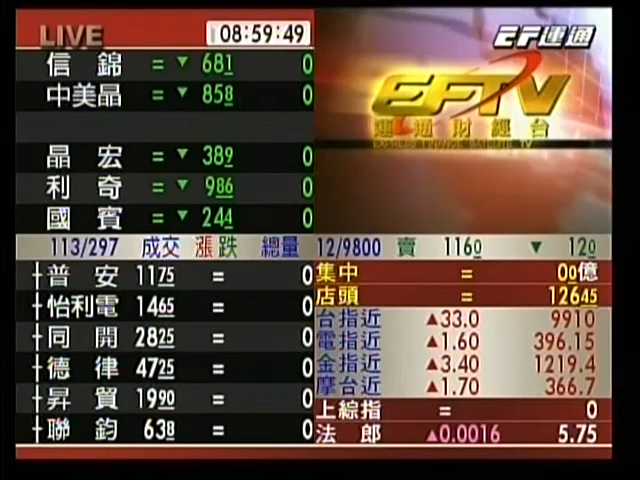 LIVE 08:59:49 EF運通
信錦 = ▼ 681 0
中美晶 = ▼ 858 0
EFTV
運通財經台
EXPRESS FINANCE SATELLITE TV
晶宏 = ▼ 389 0
利奇 = ▼ 986 0
國賓 = ▼ 244 0
113/297 成交 漲跌 總量 12/9800 賣 1160 ▼ 120
普安 1175 = 0
怡利電 1465 = 0
同開 2825 = 0
德律 4725 = 0
昇貿 1990 = 0
聯鈞 638 = 0
集中 = 000億
店頭 = 12645
台指近 ▲33.0 9910
電指近 ▲1.60 396.15
金指近 ▲3.40 1219.4
摩台近 ▲1.70 366.7
上綜指 = 0
法郎 ▲0.0016 5.75